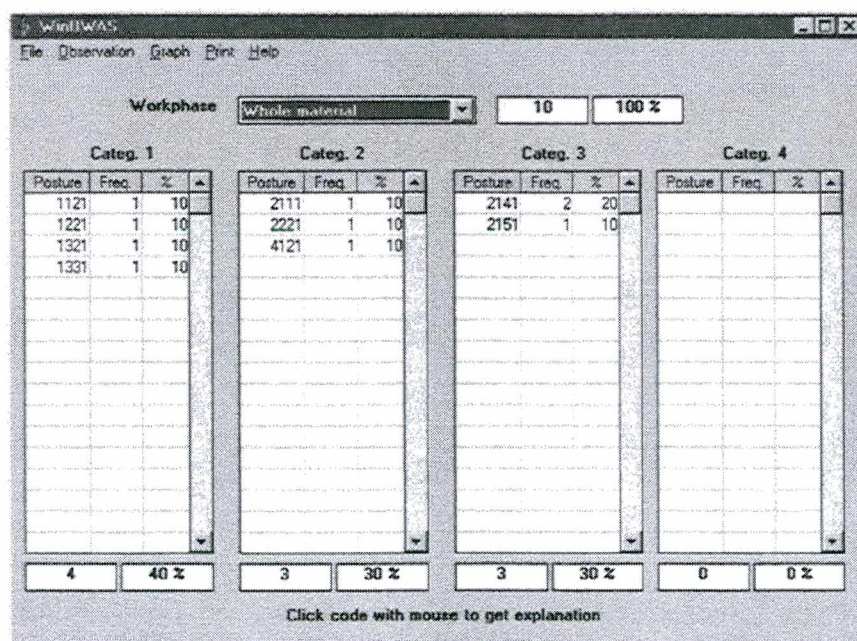 WinOWAS
File Observation Graph Print Help
Workphase Whole material 10 100 %
Categ. 1 Categ. 2 Categ. 3 Categ. 4
Posture Freq. % Posture Freq. % Posture Freq. % Posture Freq. %
1121 1 10 2111 1 10 2141 2 20
1221 1 10 2221 1 10 2151 1 10
1321 1 10 4121 1 10
1331 1 10
4 40 % 3 30 % 3 30 % 0 0 %
Click code with mouse to get explanation